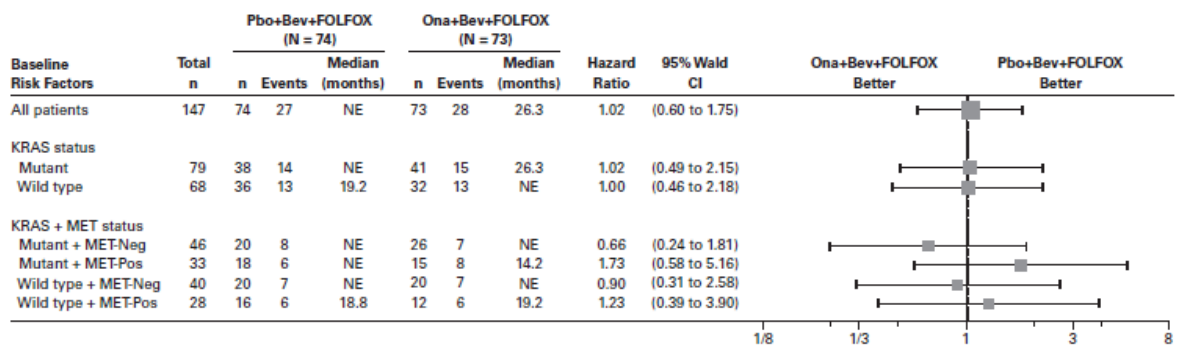 Pbo+Bev+FOLFOX Ona+Bev+FOLFOX
(N = 74) (N = 73)
Baseline Total Median Median Hazard 95% Wald Ona+Bev+FOLFOX Pbo+Bev+FOLFOX
Risk Factors n n Events (months) n Events (months) Ratio CI Better Better
All patients 147 74 27 NE 73 28 26.3 1.02 (0.60 to 1.75)
KRAS status
Mutant 79 38 14 NE 41 15 26.3 1.02 (0.49 to 2.15)
Wild type 68 36 13 19.2 32 13 NE 1.00 (0.46 to 2.18)
KRAS + MET status
Mutant + MET-Neg 46 20 8 NE 26 7 NE 0.66 (0.24 to 1.81)
Mutant + MET-Pos 33 18 6 NE 15 8 14.2 1.73 (0.58 to 5.16)
Wild type + MET-Neg 40 20 7 NE 20 7 NE 0.90 (0.31 to 2.58)
Wild type + MET-Pos 28 16 6 18.8 12 6 19.2 1.23 (0.39 to 3.90)
1/8 1/3 1 3 8